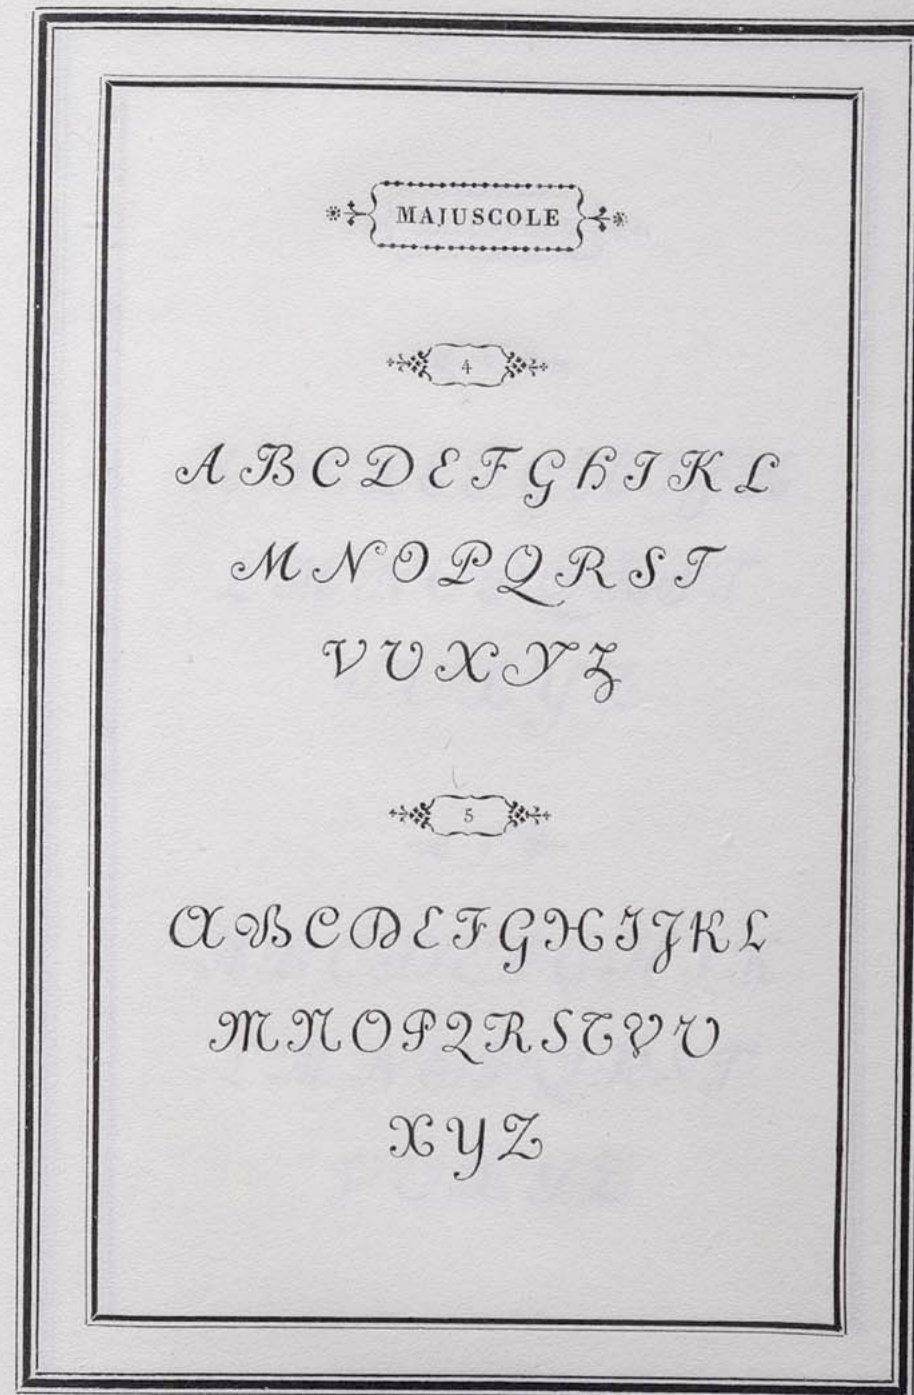 MAJUSCOLE
4
A B C D E F G H I K L
M N O P Q R S T
V U X Y Z
5
A B C D E F G H I J K L
M N O P Q R S T V U
X Y Z